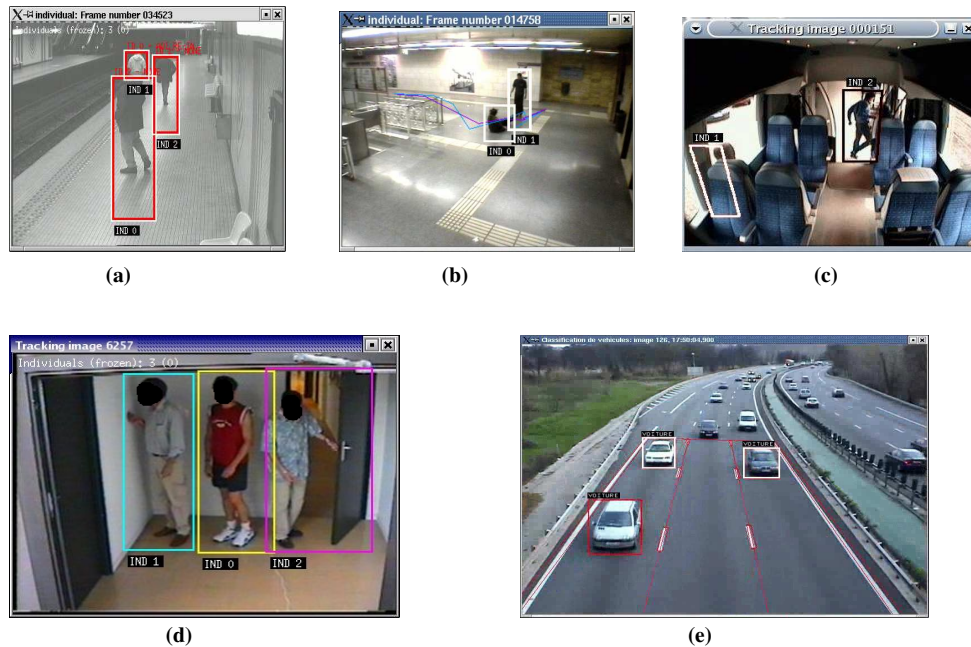 individual: Frame number 034523
Individuals (frozen): 3 (0)
IND 1
IND 2
IND 0
(a)
individual: Frame number 014758
IND 1
IND 0
(b)
Tracking image 000151
IND 2
IND 1
(c)
Tracking image 6257
Individuals (frozen): 3 (0)
IND 1
IND 0
IND 2
(d)
Classification de vehicules: image 126, 17:00:04,900
VOITURE
VOITURE
VOITURE
(e)